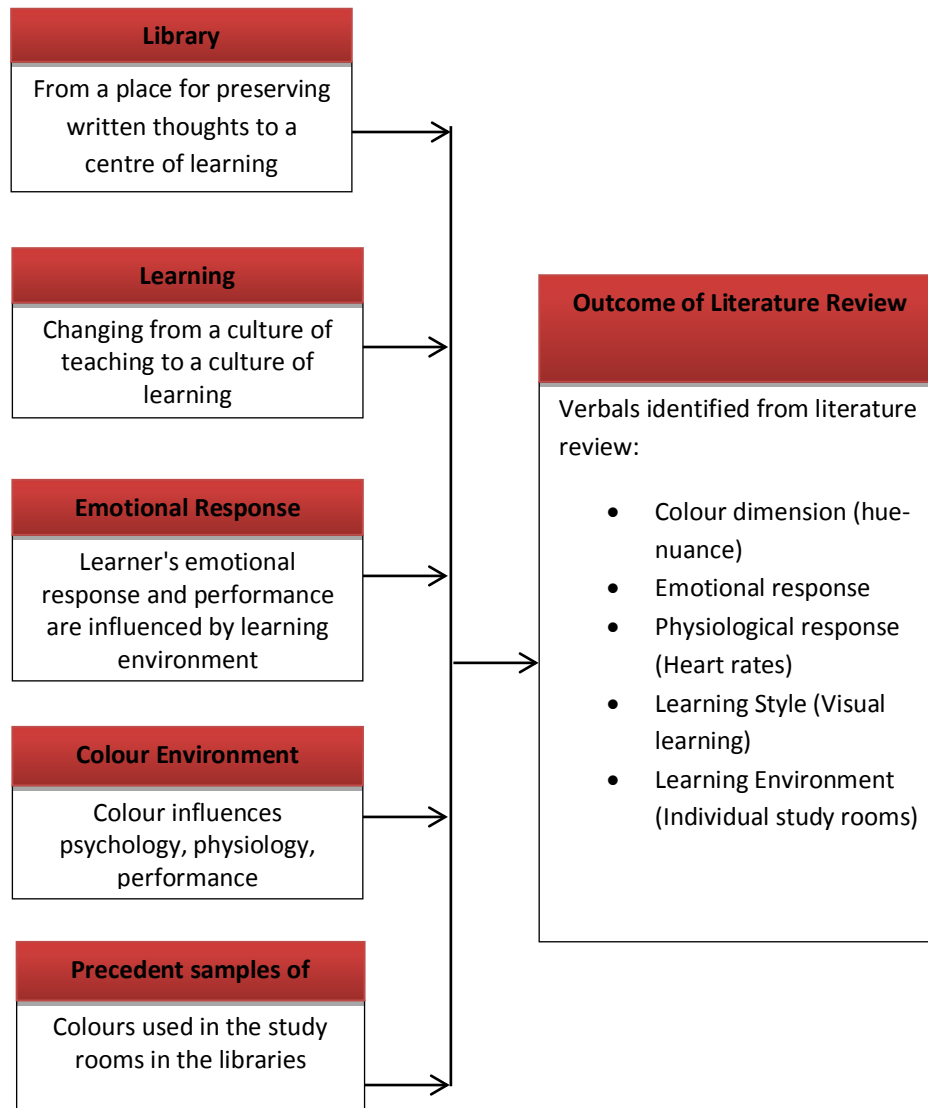 Library
From a place for preserving
written thoughts to a
centre of learning
Learning
Changing from a culture of
teaching to a culture of
learning
Emotional Response
Learner's emotional
response and performance
are influenced by learning
environment
Colour Environment
Colour influences
psychology, physiology,
performance
Precedent samples of
Colours used in the study
rooms in the libraries
Outcome of Literature Review
Verbals identified from literature
review:
• Colour dimension (hue-
nuance)
• Emotional response
• Physiological response
(Heart rates)
• Learning Style (Visual
learning)
• Learning Environment
(Individual study rooms)